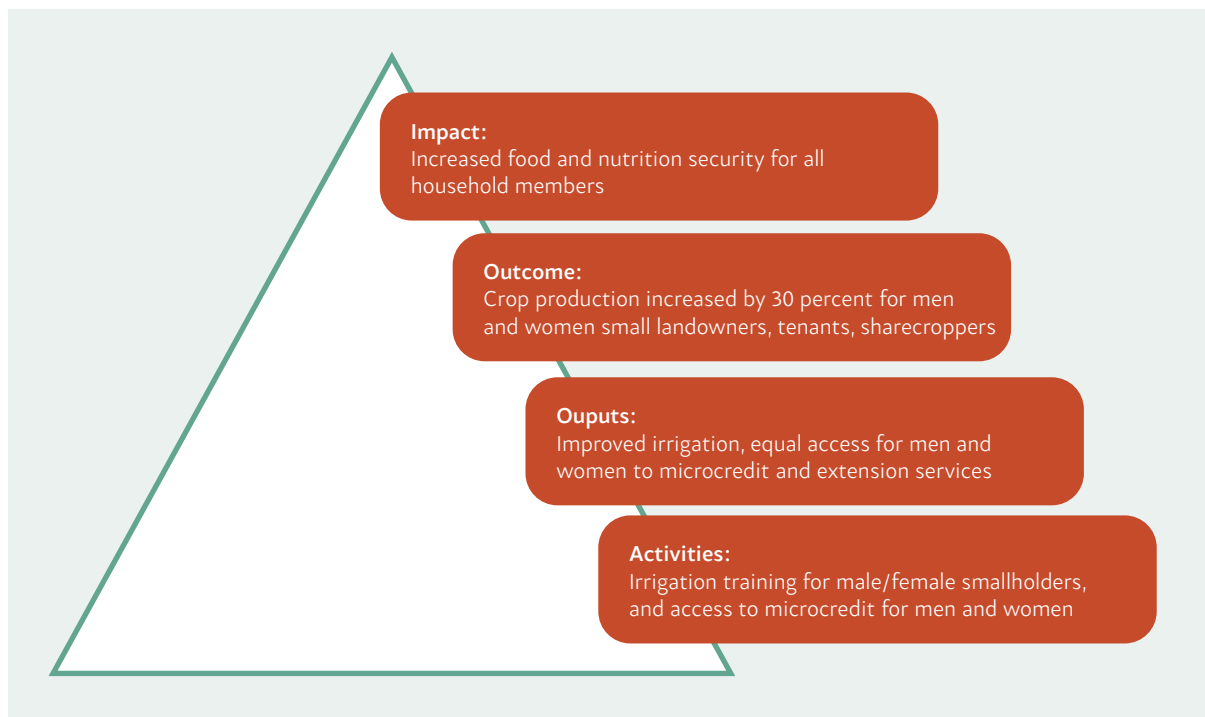 Impact:
Increased food and nutrition security for all
household members
Outcome:
Crop production increased by 30 percent for men
and women small landowners, tenants, sharecroppers
Ouputs:
Improved irrigation, equal access for men and
women to microcredit and extension services
Activities:
Irrigation training for male/female smallholders,
and access to microcredit for men and women